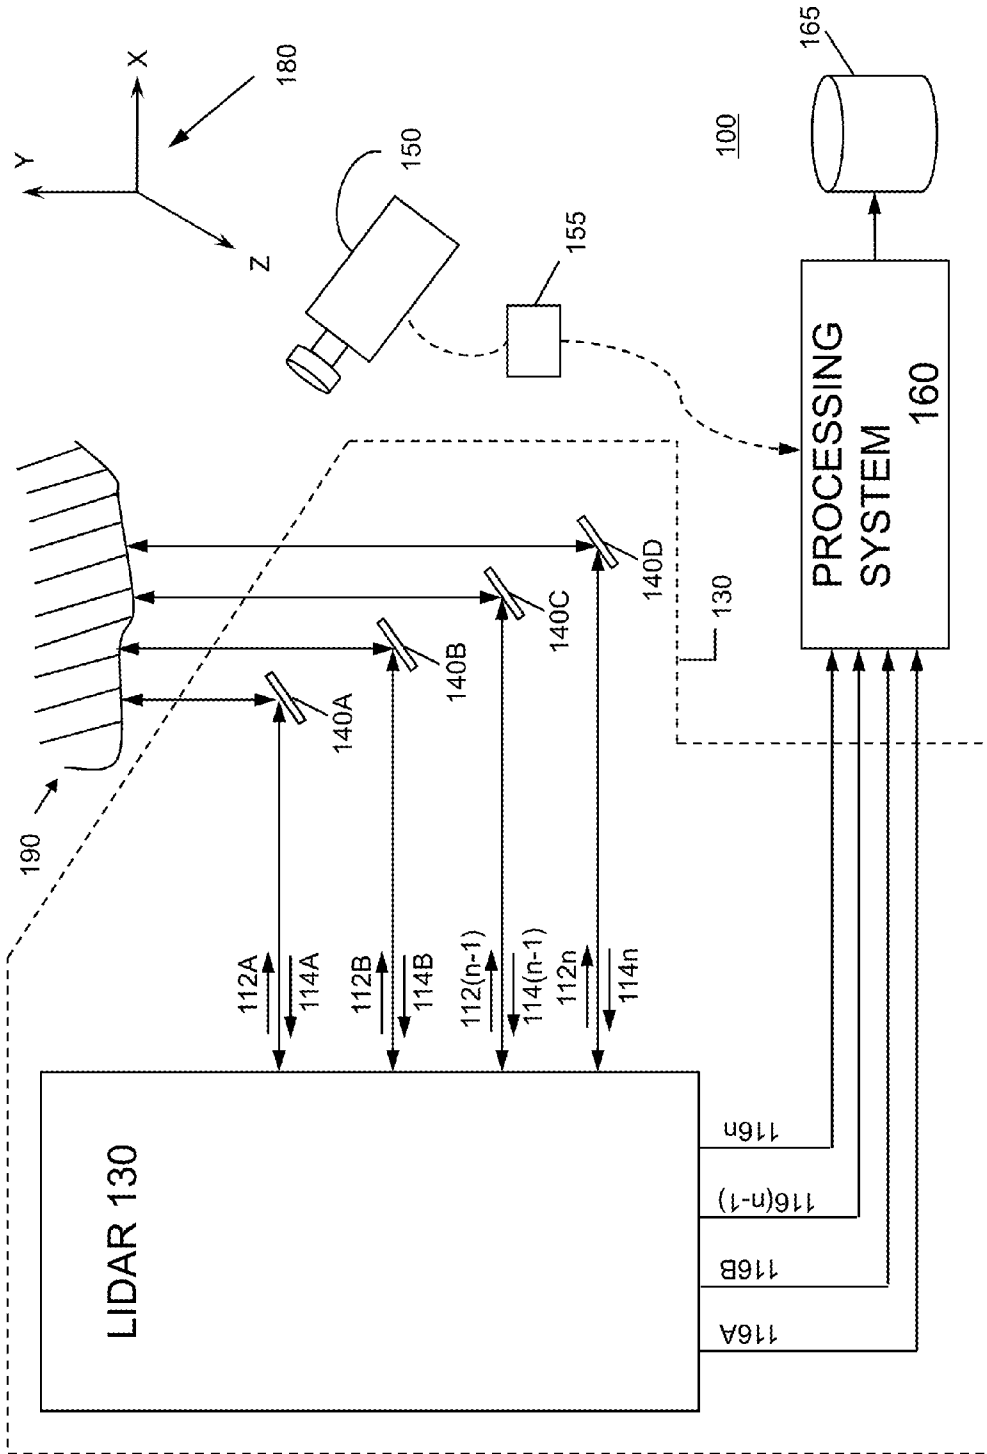 LIDAR 130
112A
114A
112B
114B
112(n-1)
114(n-1)
112n
114n
116A
116B
116(n-1)
116n
190
140A
140B
140C
140D
130
PROCESSING
SYSTEM
160
150
155
Y
X
Z
180
100
165